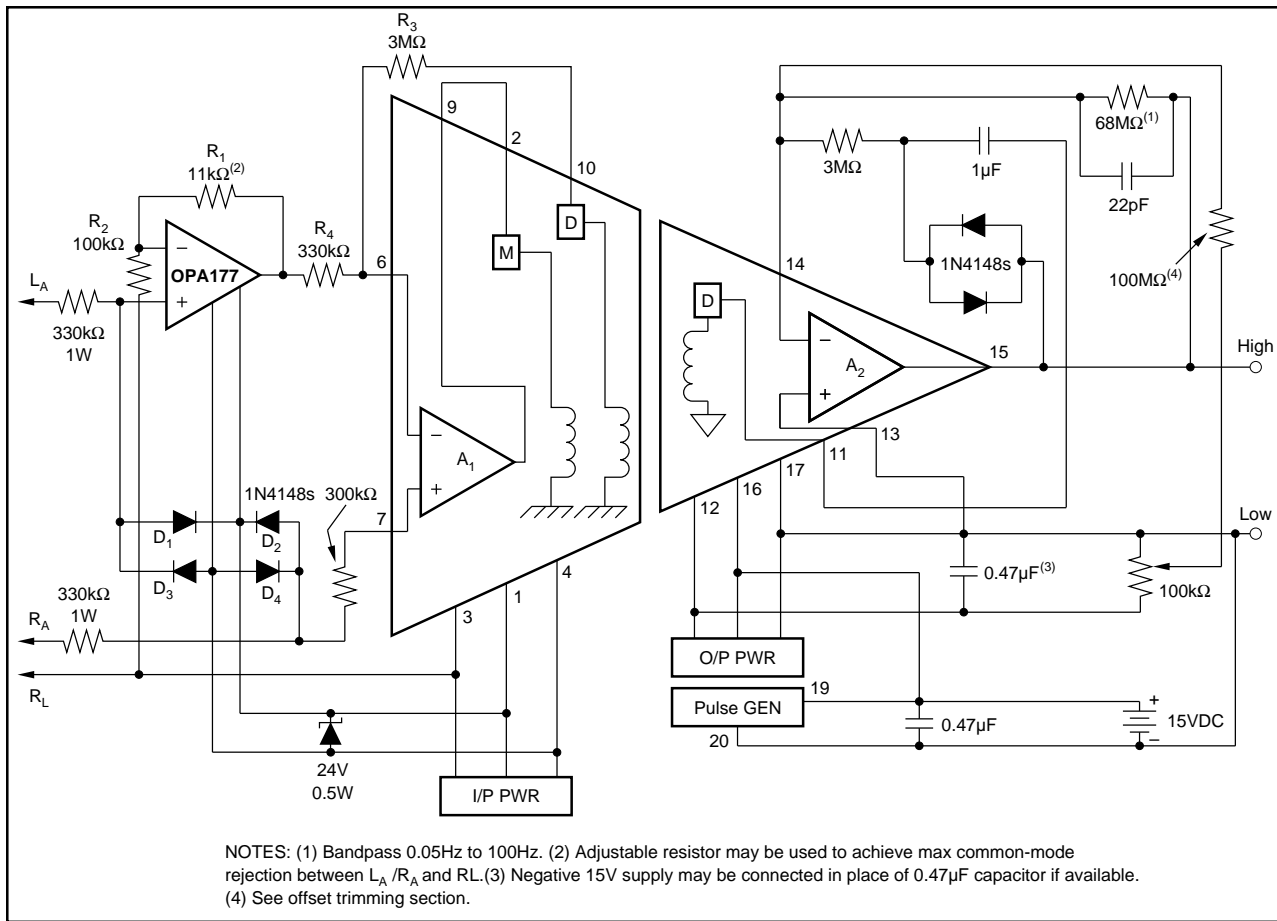 R3
3MΩ
9
2
10
R1
11kΩ(2)
R2
100kΩ
R4
330kΩ
OPA177
−
+
6
M
D
LA
330kΩ
1W
A1
−
+
1N4148s
300kΩ
7
D1
D2
D3
D4
330kΩ
1W
RA
RL
3
1
4
24V
0.5W
I/P PWR
68MΩ(1)
3MΩ
1µF
22pF
14
1N4148s
100MΩ(4)
D
−
A2
+
15
High
13
11
17
16
12
Low
0.47µF(3)
100kΩ
O/P PWR
Pulse GEN
19
20
0.47µF
+
15VDC
−
NOTES: (1) Bandpass 0.05Hz to 100Hz. (2) Adjustable resistor may be used to achieve max common-mode
rejection between LA /RA and RL.(3) Negative 15V supply may be connected in place of 0.47µF capacitor if available.
(4) See offset trimming section.